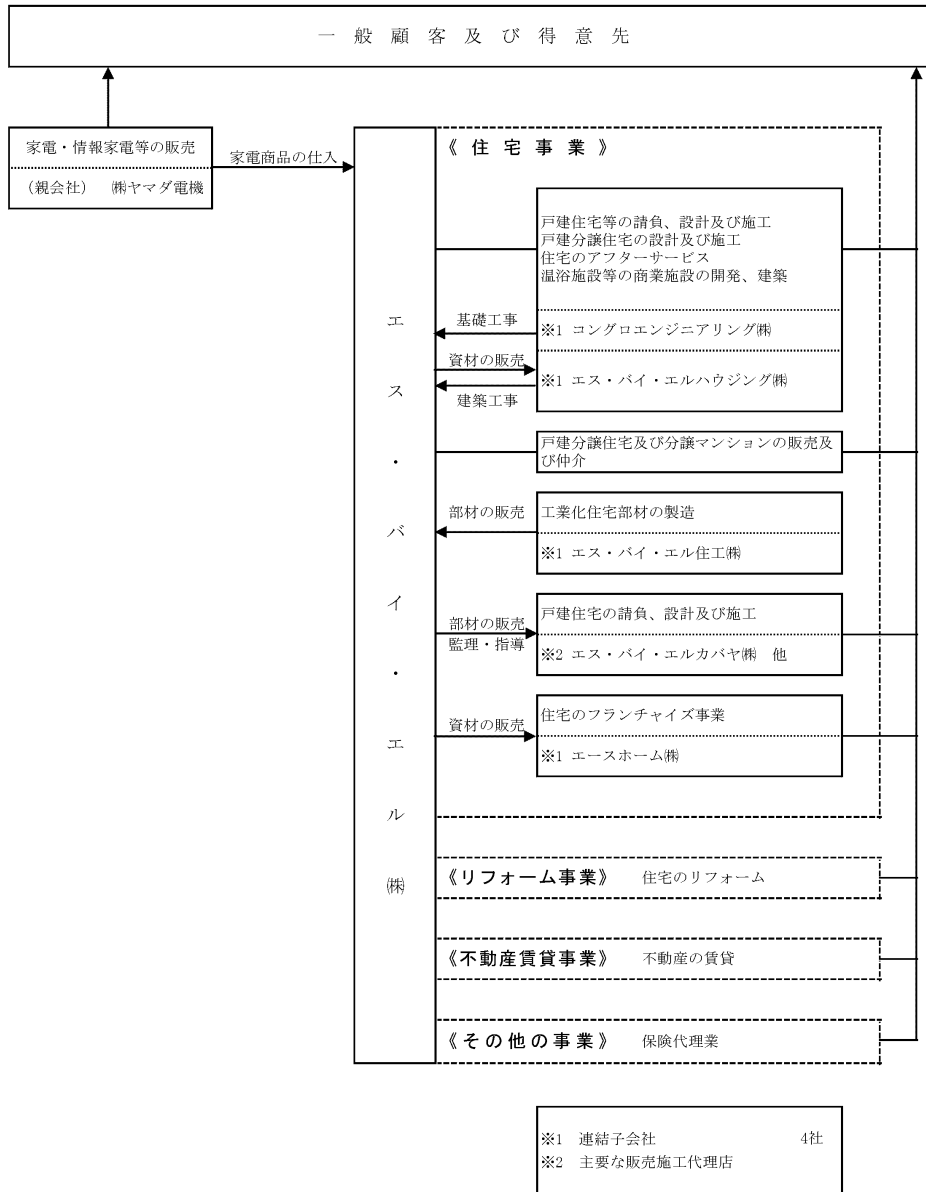 一般顧客及び得意先
家電・情報家電等の販売
(親会社) ㈱ヤマダ電機
家電商品の仕入
エス・バイ・エル㈱
《住宅事業》
戸建住宅等の請負、設計及び施工
戸建分譲住宅の設計及び施工
住宅のアフターサービス
温浴施設等の商業施設の開発、建築
基礎工事
※1 コングロエンジニアリング㈱
資材の販売
※1 エス・バイ・エルハウジング㈱
建築工事
戸建分譲住宅及び分譲マンションの販売及
び仲介
部材の販売
工業化住宅部材の製造
※1 エス・バイ・エル住工㈱
部材の販売
監理・指導
戸建住宅の請負、設計及び施工
※2 エス・バイ・エルカバヤ㈱ 他
資材の販売
住宅のフランチャイズ事業
※1 エースホーム㈱
《リフォーム事業》 住宅のリフォーム
《不動産賃貸事業》 不動産の賃貸
《その他の事業》 保険代理業
※1 連結子会社 4社
※2 主要な販売施工代理店